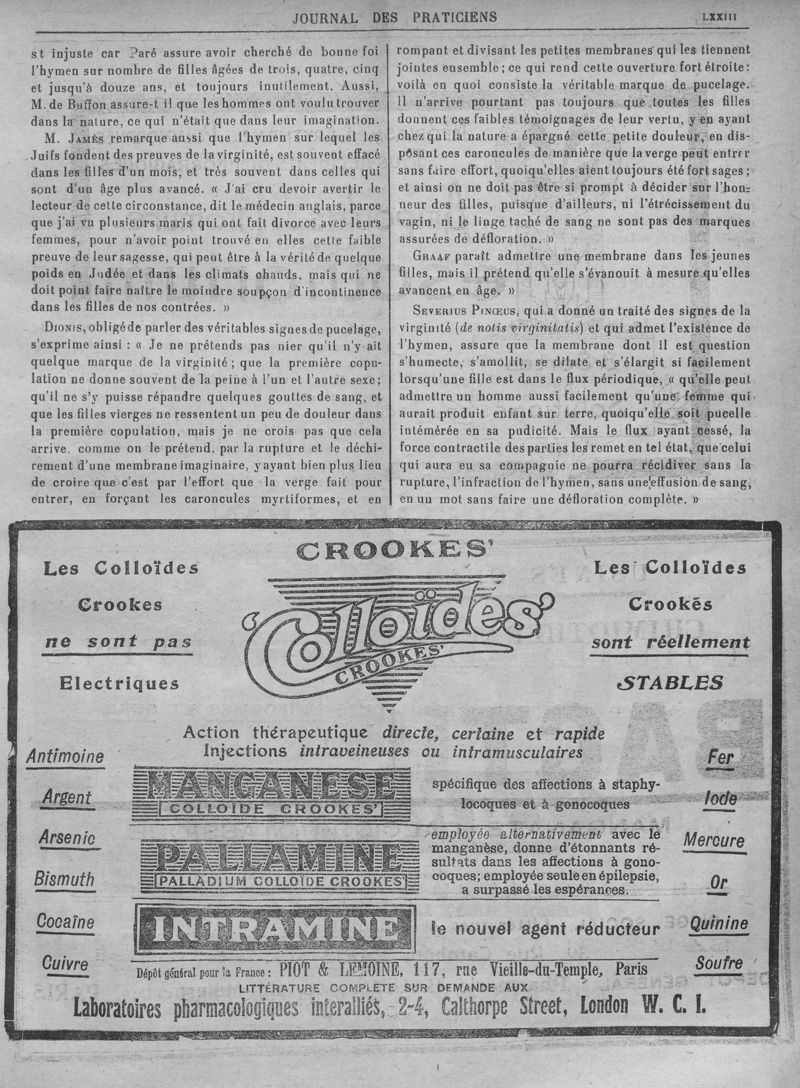 JOURNAL DES PRATICIENS
LXXIII
st injuste car Paré assure avoir cherché de bonne foi
l'hymen sur nombre de filles âgées de trois, quatre, cinq
et jusqu'à douze ans, et toujours inutilement. Aussi,
M. de Buffon assure-t il que les hommes ont voulu trouver
dans la nature, ce qui n'était que dans leur imagination.
M. JAMES remarque aussi que l'hymen sur lequel les
Juifs fondent des preuves de la virginité, est souvent effacé
dans les filles d'un mois, et très souvent dans celles qui
sont d'un âge plus avancé. « J'ai cru devoir avertir le
lecteur de cette circonstance, dit le médecin anglais, parce
que j'ai vu plusieurs maris qui ont fait divorce avec leurs
femmes, pour n'avoir point trouvé en elles cette faible
preuve de leur sagesse, qui peut être à la vérité de quelque
poids en Judée et dans les climats chauds, mais qui ne
doit point faire naître le moindre soupçon d'incontinence
dans les filles de nos contrées. »
DIONIS, obligé de parler des véritables signes de pucelage,
s'exprime ainsi : « Je ne prétends pas nier qu'il n'y ait
quelque marque de la virginité ; que la première copu-
lation ne donne souvent de la peine à l'un et l'autre sexe ;
qu'il ne s'y puisse répandre quelques gouttes de sang, et
que les filles vierges ne ressentent un peu de douleur dans
la première copulation, mais je ne crois pas que cela
arrive. comme on le prétend, par la rupture et le déchi-
rement d'une membrane imaginaire, y ayant bien plus lieu
de croire que c'est par l'effort que la verge fait pour
entrer, en forçant les caroncules myrtiformes, et en
rompant et divisant les petites membranes qui les tiennent
jointes ensemble ; ce qui rend cette ouverture fort étroite :
voilà en quoi consiste la véritable marque de pucelage.
Il n'arrive pourtant pas toujours que toutes les filles
donnent ces faibles témoignages de leur vertu, y en ayant
chez qui la nature a épargné cette petite douleur, en dis-
posant ces caroncules de manière que la verge peut entrer
sans faire effort, quoiqu'elles aient toujours été fort sages ;
et ainsi on ne doit pas être si prompt à décider sur l'hon-
neur des filles, puisque d'ailleurs, ni l'étrécissement du
vagin, ni le linge taché de sang ne sont pas des marques
assurées de défloration. »
GRAAF paraît admettre une membrane dans les jeunes
filles, mais il prétend qu'elle s'évanouit à mesure qu'elles
avancent en âge. »
SEVERIUS PINŒUS, qui a donné un traité des signes de la
virginité (de notis virginitatis) et qui admet l'existence de
l'hymen, assure que la membrane dont il est question
s'humecte, s'amollit, se dilate et s'élargit si facilement
lorsqu'une fille est dans le flux périodique, « qu'elle peut
admettre un homme aussi facilement qu'une femme qui
aurait produit enfant sur terre, quoiqu'elle soit pucelle
intémérée en sa pudicité. Mais le flux ayant cessé, la
force contractile des parties les remet en tel état, que celui
qui aura eu sa compagnie ne pourra récidiver sans la
rupture, l'infraction de l'hymen, sans une effusion de sang,
en un mot sans faire une défloration complète. »
CROOKES'
'Colloïdes'
CROOKES'
Les Colloïdes
Crookes
ne sont pas
Electriques
Les Colloïdes
Crookes
sont réellement
STABLES
Action thérapeutique directe, certaine et rapide
Injections intraveineuses ou intramusculaires
Antimoine
Argent
Arsenic
Bismuth
Cocaïne
Cuivre
MANGANESE
[COLLOÏDE CROOKES']
spécifique des affections à staphy-
locoques et à gonocoques
PALLAMINE
[PALLADIUM COLLOÏDE CROOKES']
employée alternativement avec le
manganèse, donne d'étonnants ré-
sultats dans les affections à gono-
coques; employée seule en épilepsie,
a surpassé les espérances.
INTRAMINE
le nouvel agent réducteur
Fer
Iode
Mercure
Or
Quinine
Soufre
Dépôt général pour la France : PIOT & LEMOINE, 117, rue Vieille-du-Temple, Paris
LITTÉRATURE COMPLÈTE SUR DEMANDE AUX
Laboratoires pharmacologiques interalliés, 2-4, Calthorpe Street, London W. C. I.